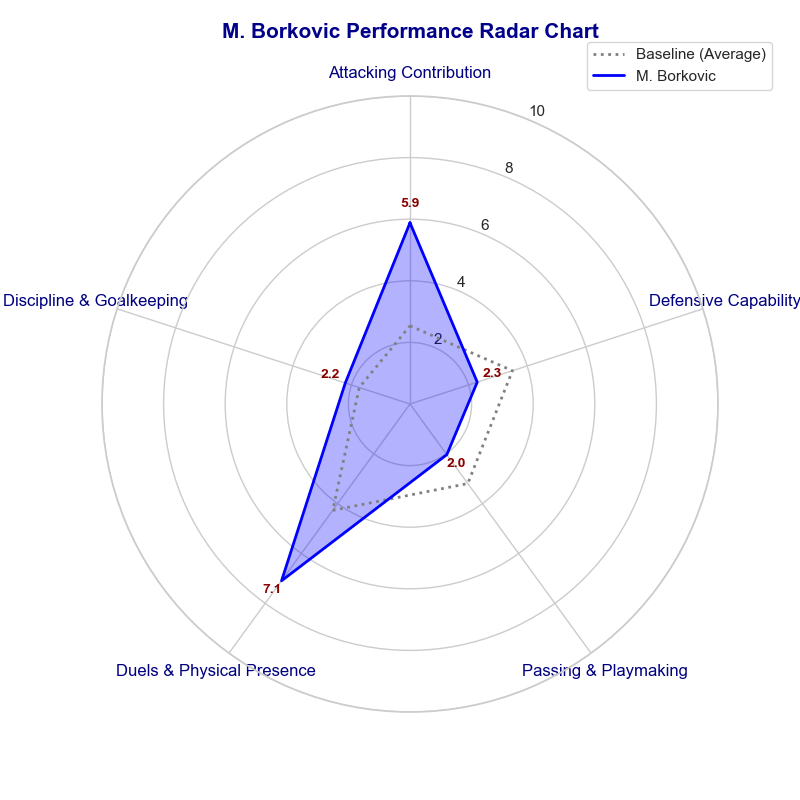 M. Borkovic Performance Radar Chart
Baseline (Average)
M. Borkovic
Attacking Contribution
10
8
5.9
6
4
Discipline & Goalkeeping
Defensive Capability
2
2.2
2.3
2.0
7.1
Duels & Physical Presence
Passing & Playmaking